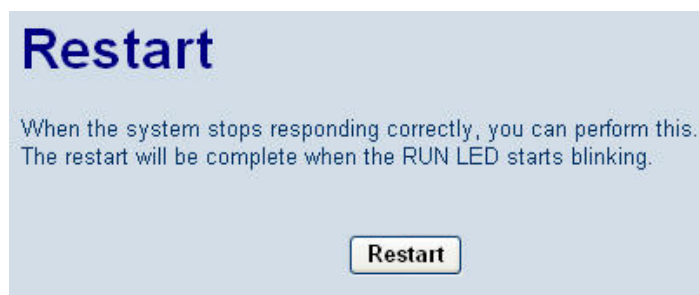 Restart
When the system stops responding correctly, you can perform this.
The restart will be complete when the RUN LED starts blinking.
Restart